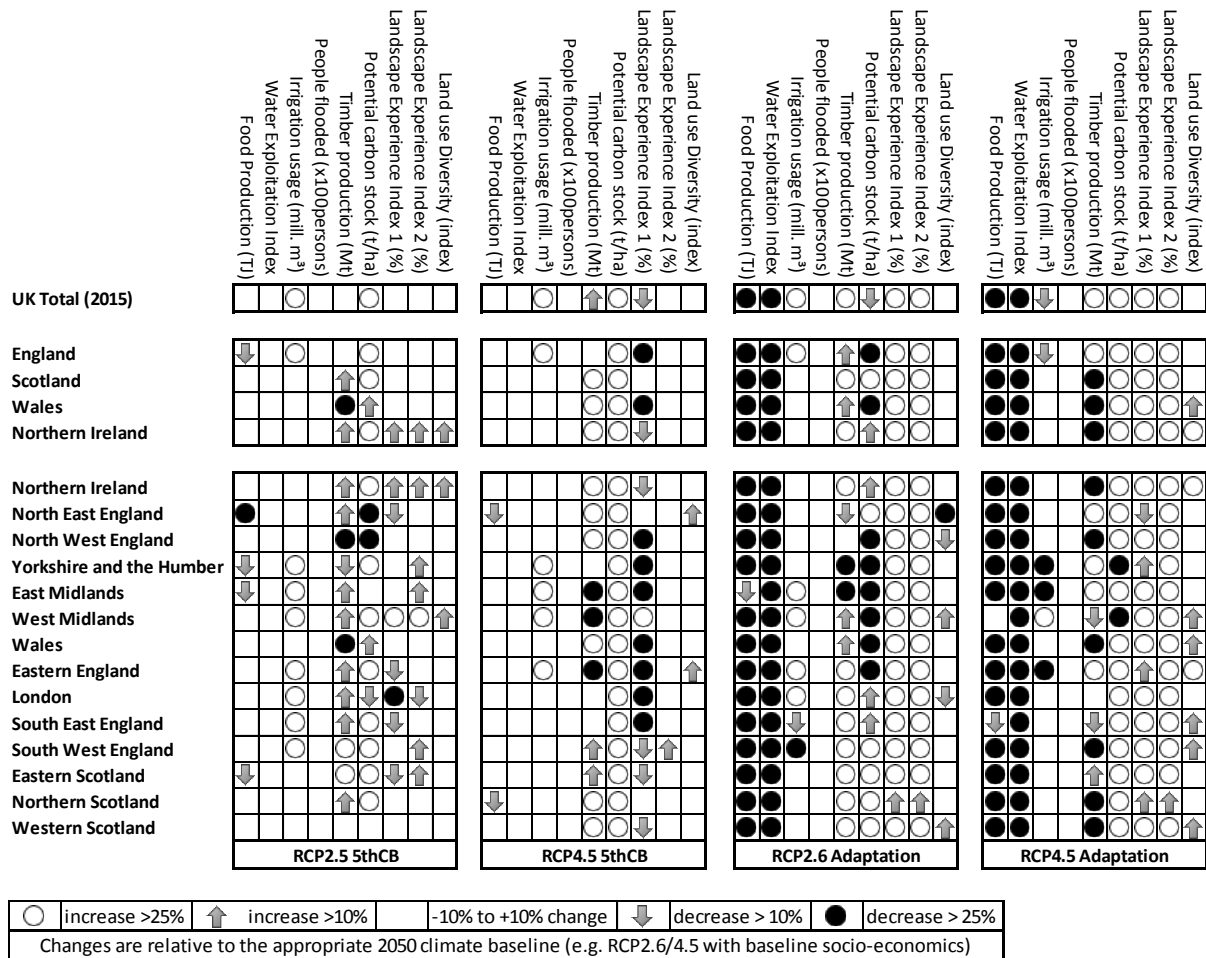 Food Production (TJ)
Water Exploitation Index
Irrigation usage (mill. m³)
People flooded (x100persons)
Timber production (Mt)
Potential carbon stock (t/ha)
Landscape Experience Index 1 (%)
Landscape Experience Index 2 (%)
Land use Diversity (index)
Food Production (TJ)
Water Exploitation Index
Irrigation usage (mill. m³)
People flooded (x100persons)
Timber production (Mt)
Potential carbon stock (t/ha)
Landscape Experience Index 1 (%)
Landscape Experience Index 2 (%)
Land use Diversity (index)
Food Production (TJ)
Water Exploitation Index
Irrigation usage (mill. m³)
People flooded (x100persons)
Timber production (Mt)
Potential carbon stock (t/ha)
Landscape Experience Index 1 (%)
Landscape Experience Index 2 (%)
Land use Diversity (index)
Food Production (TJ)
Water Exploitation Index
Irrigation usage (mill. m³)
People flooded (x100persons)
Timber production (Mt)
Potential carbon stock (t/ha)
Landscape Experience Index 1 (%)
Landscape Experience Index 2 (%)
Land use Diversity (index)
UK Total (2015)
England
Scotland
Wales
Northern Ireland
Northern Ireland
North East England
North West England
Yorkshire and the Humber
East Midlands
West Midlands
Wales
Eastern England
London
South East England
South West England
Eastern Scotland
Northern Scotland
Western Scotland
RCP2.5 5thCB RCP4.5 5thCB RCP2.6 Adaptation RCP4.5 Adaptation
increase >25% increase >10% -10% to +10% change decrease > 10% decrease > 25%
Changes are relative to the appropriate 2050 climate baseline (e.g. RCP2.6/4.5 with baseline socio-economics)